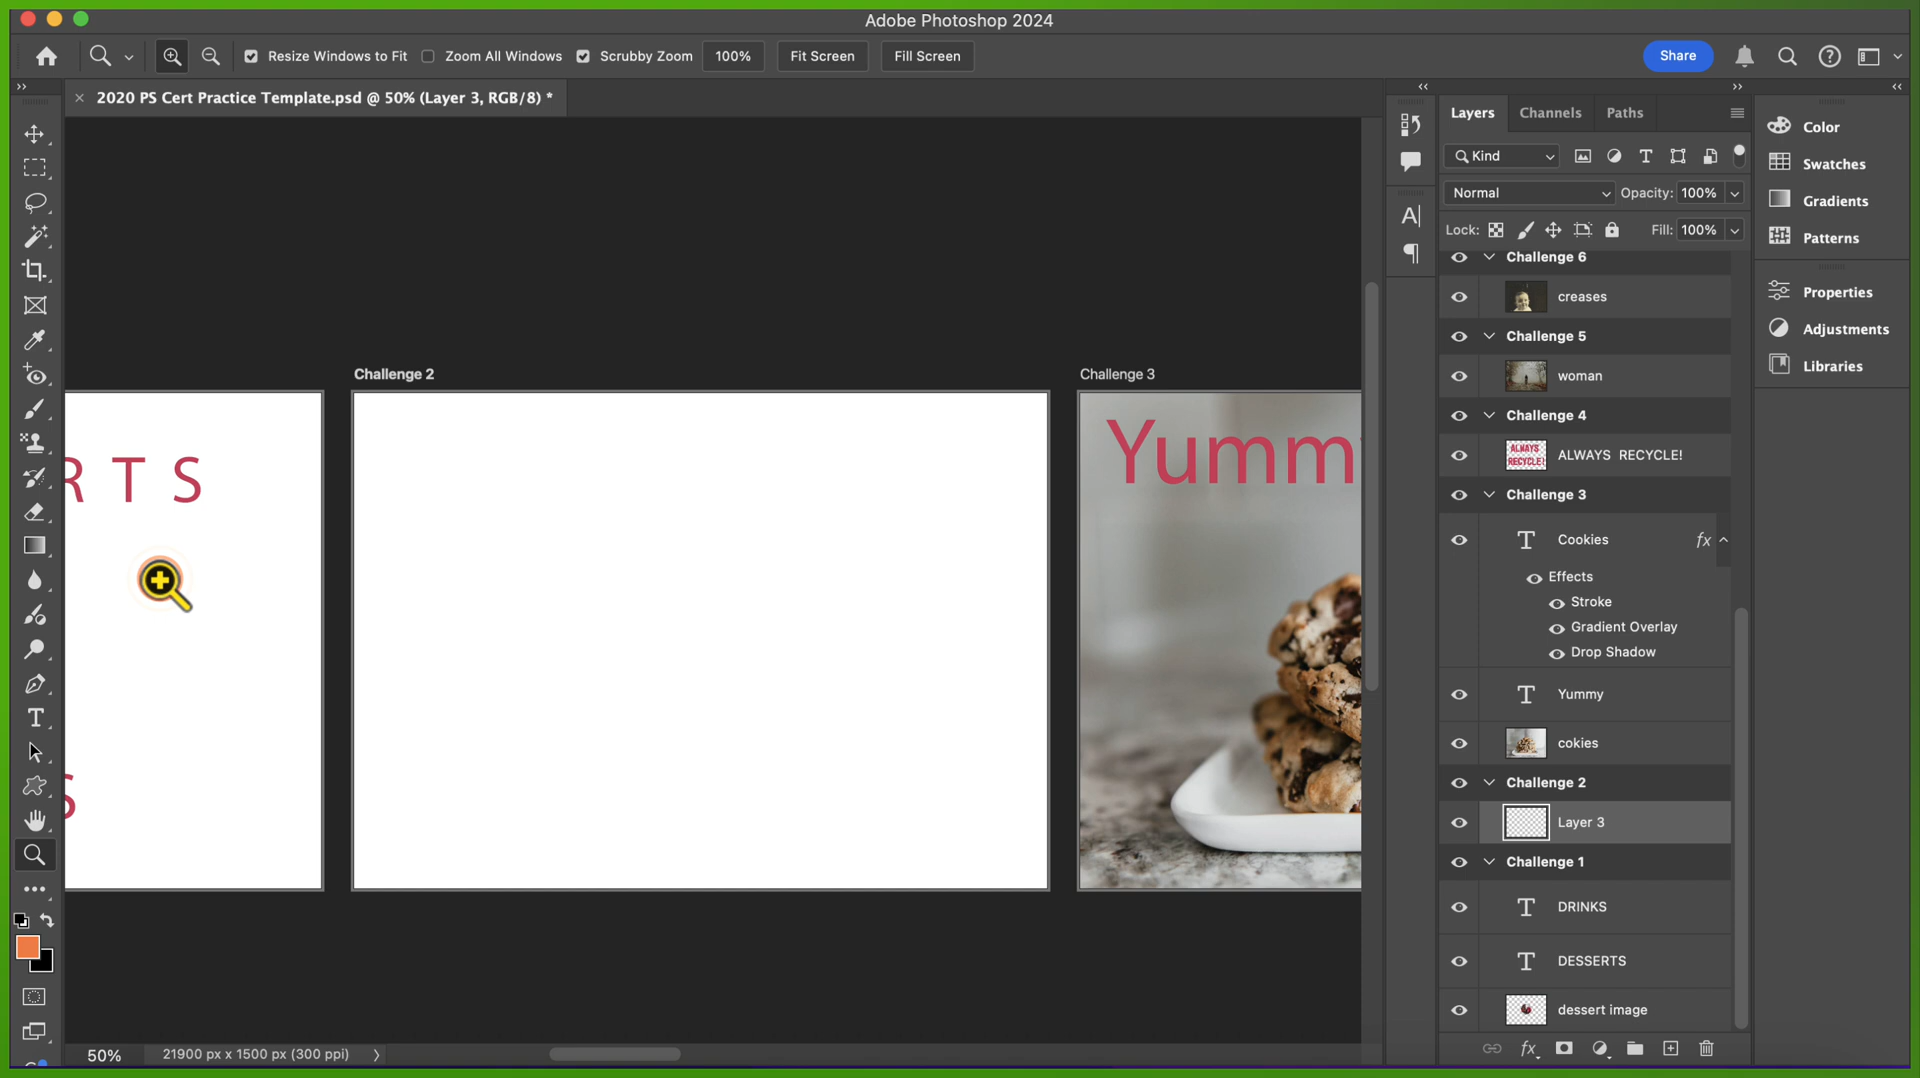 Adobe Photoshop 2024
Resize Windows to Fit Zoom All Windows Scrubby Zoom 100% Fit Screen Fill Screen Share
2020 PS Cert Practice Template.psd @ 50% (Layer 3, RGB/8) *
Layers Channels Paths
Kind
Normal Opacity: 100%
Lock: Fill: 100%
Challenge 6
creases
Challenge 5
woman
Challenge 4
ALWAYS RECYCLE!
ALWAYS RECYCLE!
Challenge 3
Cookies fx
Effects
Stroke
Gradient Overlay
Drop Shadow
Yummy
cokies
Challenge 2
Layer 3
Challenge 1
DRINKS
DESSERTS
dessert image
fx
Color
Swatches
Gradients
Patterns
Properties
Adjustments
Libraries
Challenge 2
Challenge 3
R T S
S
Yumm
50% 21900 px x 1500 px (300 ppi)